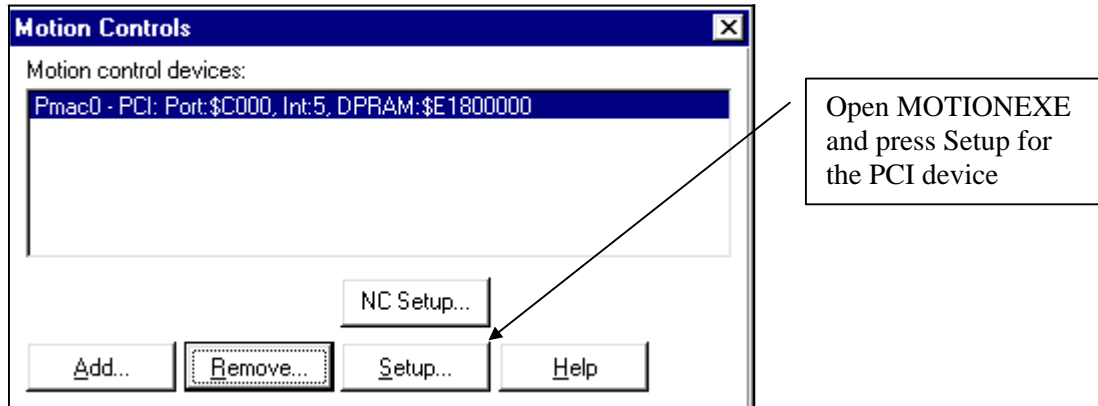 Motion Controls
Motion control devices:
Pmac0 - PCI: Port:$C000, Int:5, DPRAM:$E1800000
NC Setup...
Add...
Remove...
Setup...
Help
Open MOTIONEXE
and press Setup for
the PCI device